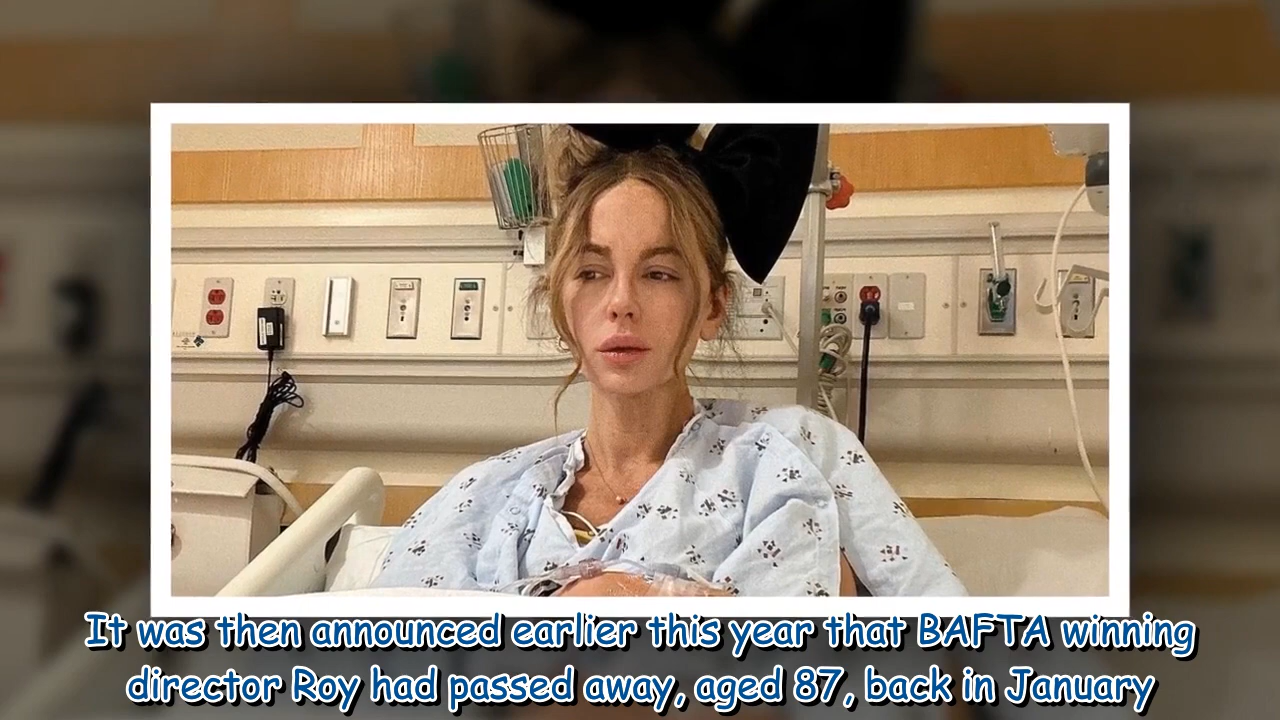 It was then announced earlier this year that BAFTA winning
director Roy had passed away, aged 87, back in January